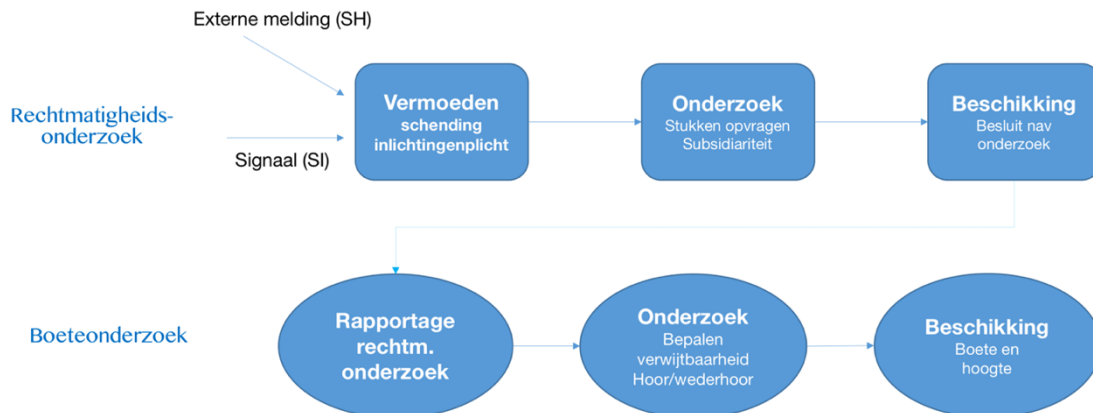 Externe melding (SH)
Rechtmatigheids-
onderzoek
Signaal (SI)
Vermoeden
schending
inlichtingenplicht
Onderzoek
Stukken opvragen
Subsidiariteit
Beschikking
Besluit nav
onderzoek
Boeteonderzoek
Rapportage
rechtm.
onderzoek
Onderzoek
Bepalen
verwijtbaarheid
Hoor/wederhoor
Beschikking
Boete en
hoogte